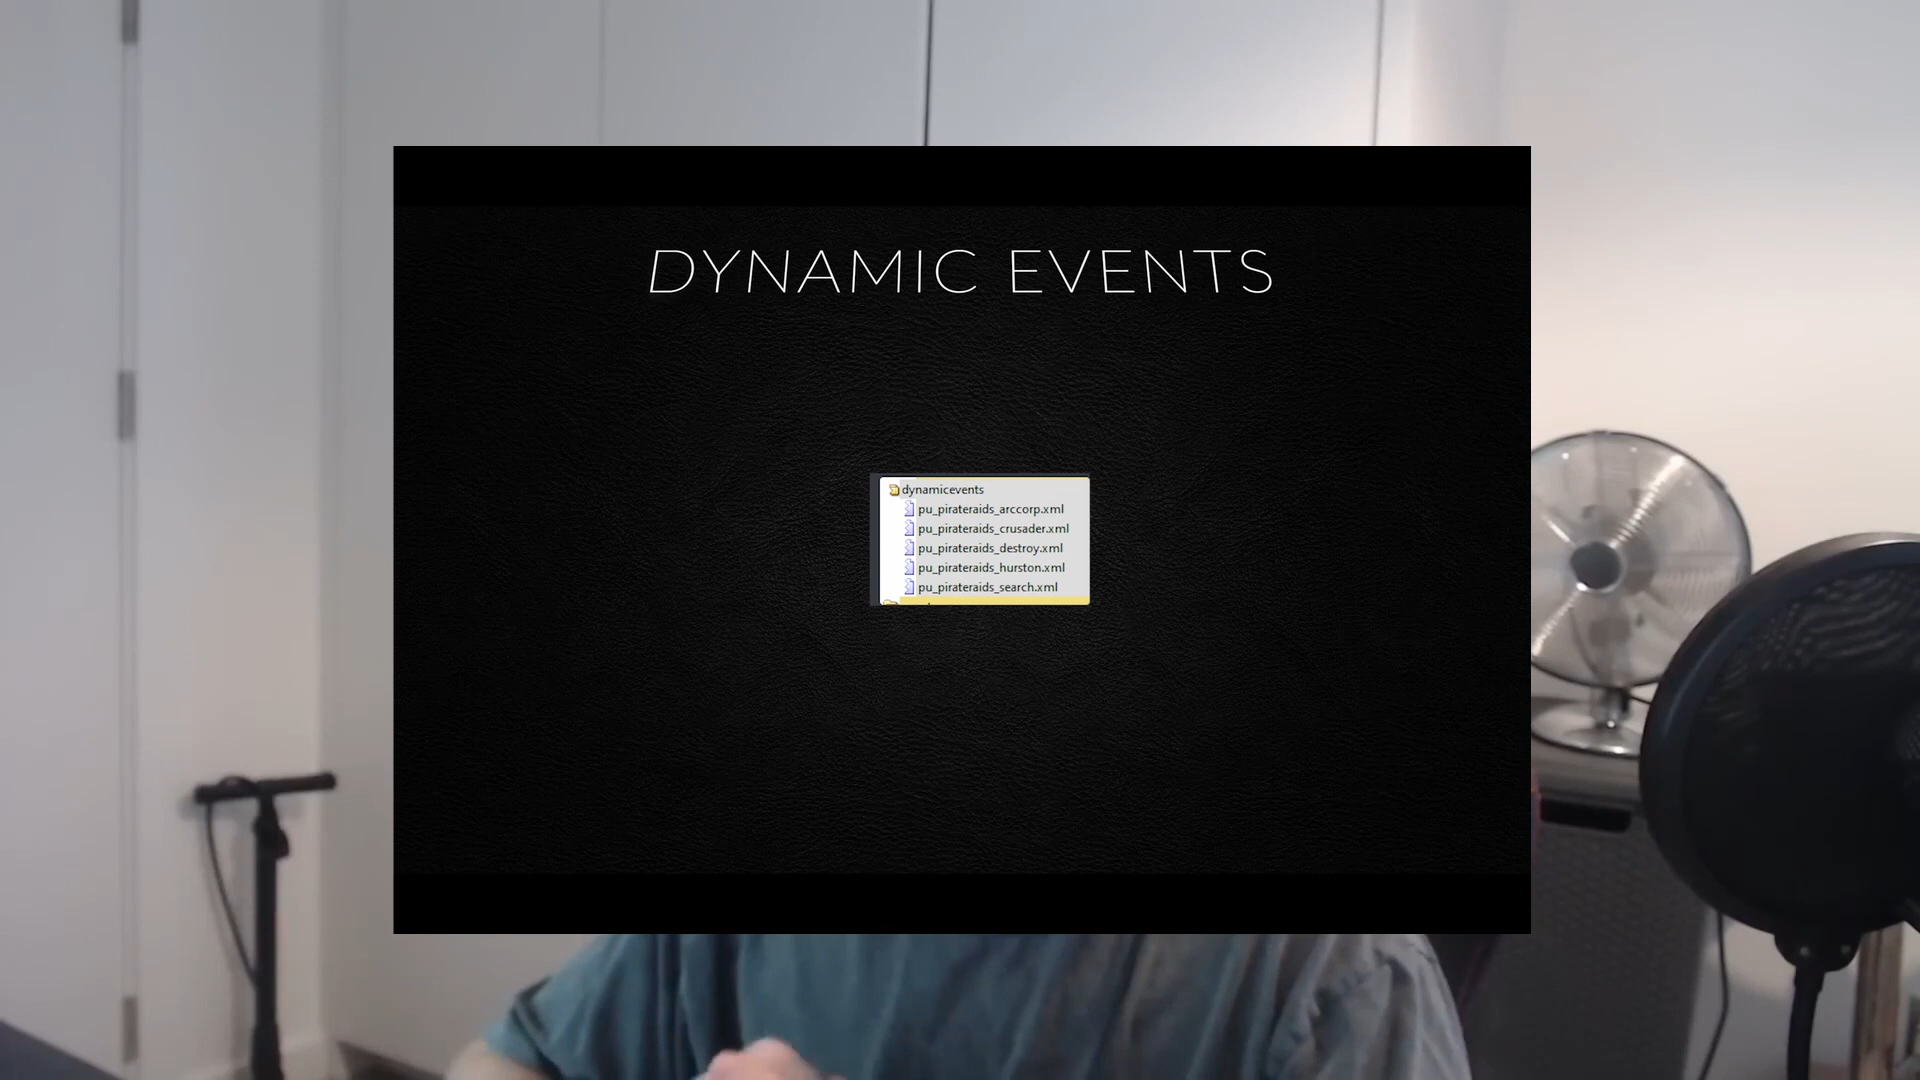 DYNAMIC EVENTS
dynamicevents
pu_pirateraids_arccorp.xml
pu_pirateraids_crusader.xml
pu_pirateraids_destroy.xml
pu_pirateraids_hurston.xml
pu_pirateraids_search.xml